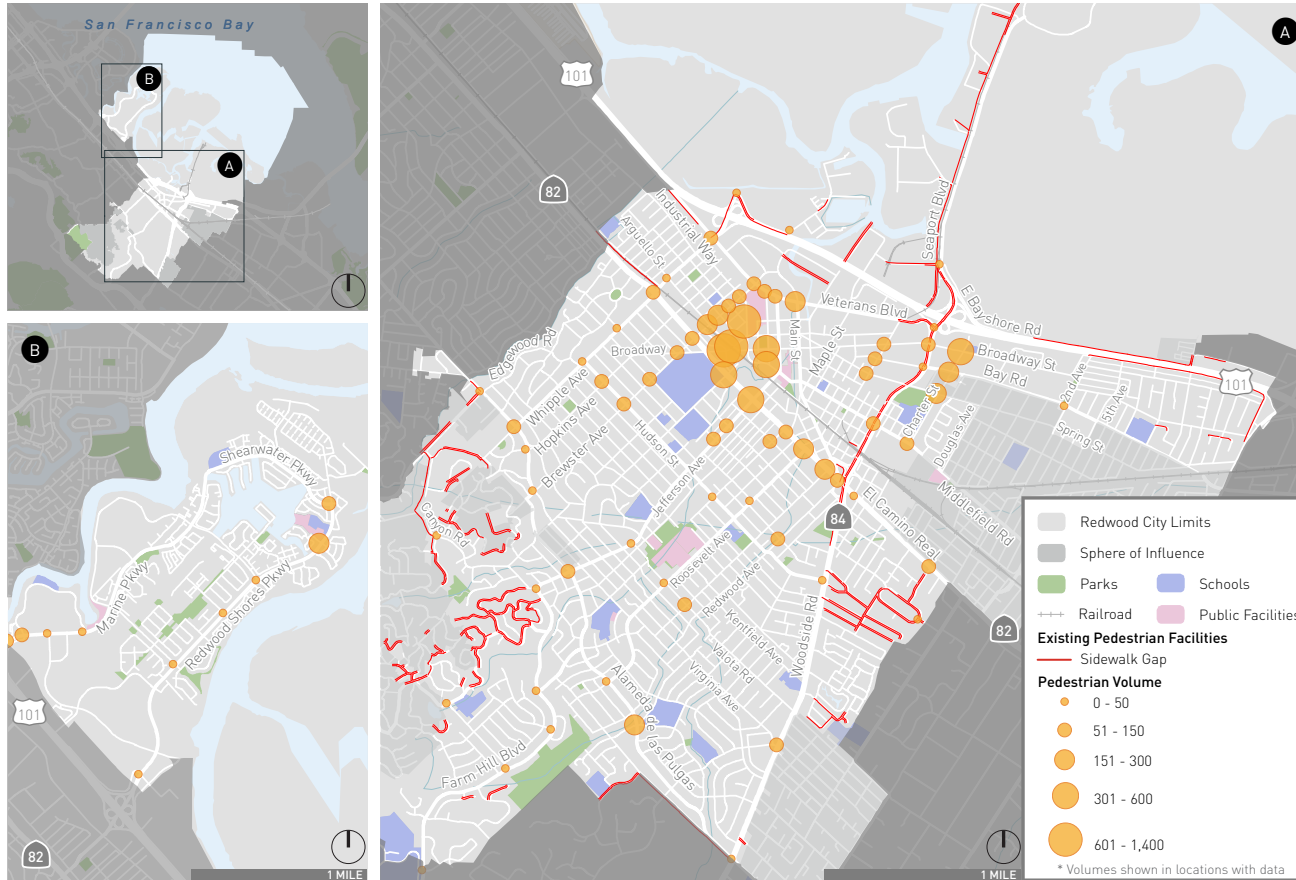 San Francisco Bay
B
A
B
Shearwater Pkwy
Marine Pkwy
Redwood Shores Pkwy
101
82
1 MILE
A
101
82
Industrial Way
Arguello St
Seaport Blvd
E Bayshore Rd
Veterans Blvd
Edgewood Rd
Broadway
Main St
Maple St
Broadway St
Bay Rd
2nd Ave
5th Ave
101
Whipple Ave
Hopkins Ave
Brewster Ave
Hudson St
Charter St
Douglas Ave
Spring St
Jefferson Ave
Middlefield Rd
El Camino Real
84
Canyon Rd
Roosevelt Ave
Redwood Ave
Kentfield Ave
Valota Rd
Virginia Ave
Woodside Rd
82
Alameda de las Pulgas
Farm Hill Blvd
1 MILE
Redwood City Limits
Sphere of Influence
Parks
Schools
Railroad
Public Facilities
Existing Pedestrian Facilities
Sidewalk Gap
Pedestrian Volume
0 - 50
51 - 150
151 - 300
301 - 600
601 - 1,400
* Volumes shown in locations with data